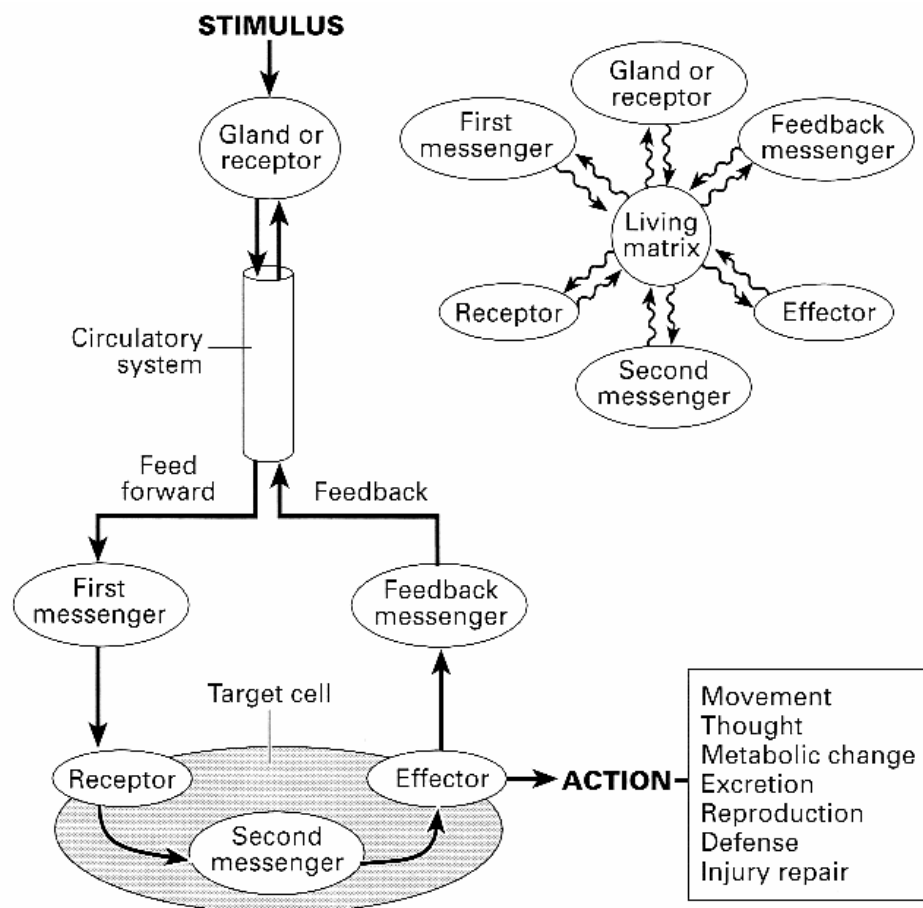 STIMULUS
Gland or
receptor
Circulatory
system
Feed
forward
Feedback
First
messenger
Feedback
messenger
Target cell
Receptor
Effector
Second
messenger
ACTION
Movement
Thought
Metabolic change
Excretion
Reproduction
Defense
Injury repair
Gland or
receptor
First
messenger
Feedback
messenger
Living
matrix
Receptor
Effector
Second
messenger